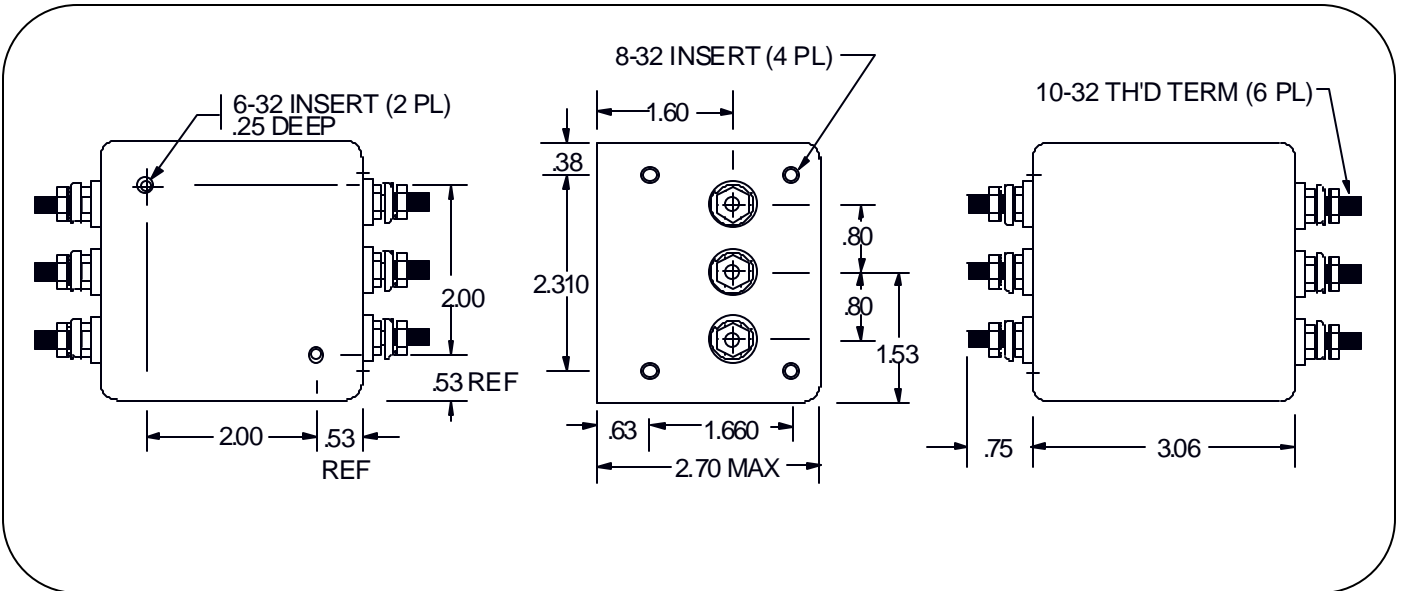 6-32 INSERT (2 PL)
.25 DEEP
2.00
.53 REF
2.00
.53
REF
8-32 INSERT (4 PL)
1.60
.38
2.310
.80
.80
1.53
.63
1.660
2.70 MAX
10-32 TH'D TERM (6 PL)
.75
3.06